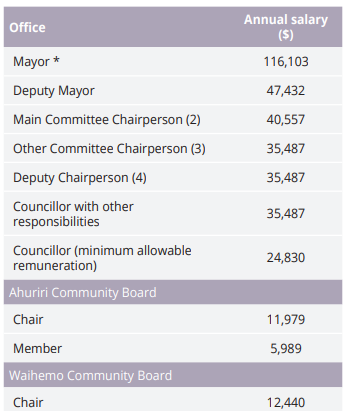 Office Annual salary ($)
Mayor * 116,103
Deputy Mayor 47,432
Main Committee Chairperson (2) 40,557
Other Committee Chairperson (3) 35,487
Deputy Chairperson (4) 35,487
Councillor with other
responsibilities 35,487
Councillor (minimum allowable
remuneration) 24,830
Ahuriri Community Board
Chair 11,979
Member 5,989
Waihemo Community Board
Chair 12,440